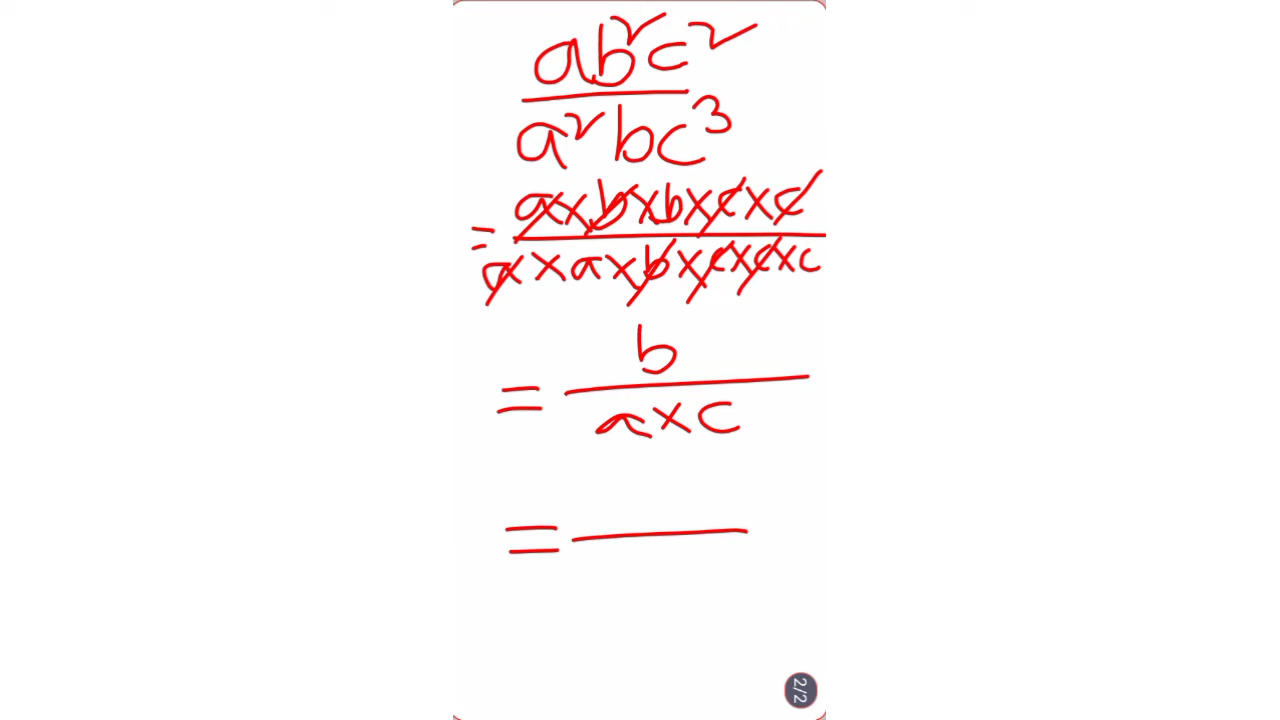 ab²c²
a²bc³
= a×b×b×c×c
a×a×b×c×c×c
= b
a×c
=
2/2